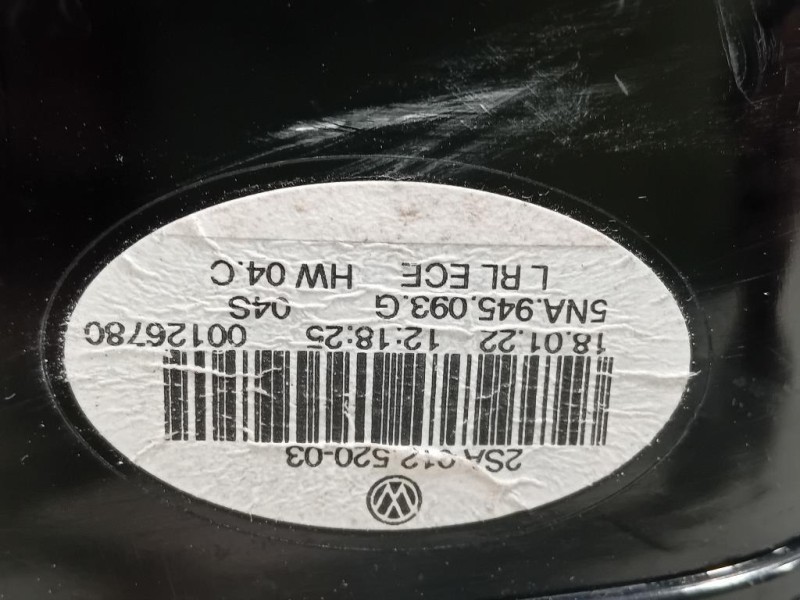 2SA 012 520-03
18.01.22 12:18:25 00126780
5NA.945.093.G 04S
L RL ECE HW 04.C